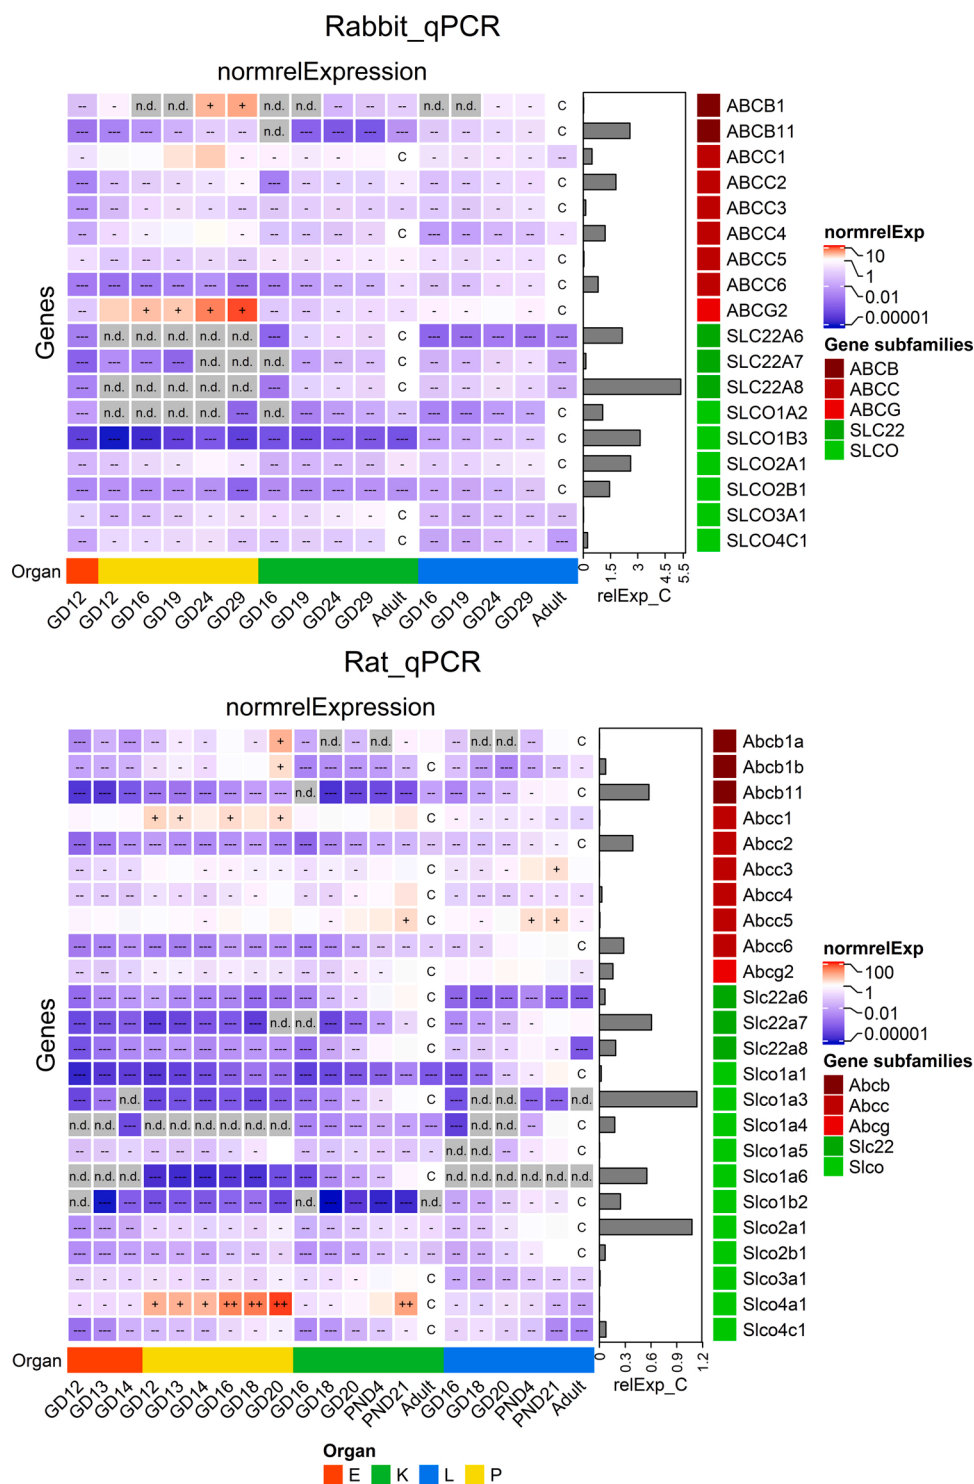 Rabbit_qPCR
normrelExpression
Genes
n.d. n.d. + + n.d. n.d. n.d. n.d. C ABCB1
n.d. C ABCB11
C ABCC1
C ABCC2
C ABCC3
C ABCC4
C ABCC5
C ABCC6
+ + + + C ABCG2
n.d. n.d. n.d. n.d. n.d. C SLC22A6
n.d. n.d. C SLC22A7
n.d. n.d. n.d. n.d. n.d. C SLC22A8
n.d. n.d. n.d. n.d. n.d. C SLCO1A2
C SLCO1B3
C SLCO2A1
C SLCO2B1
C SLCO3A1
C SLCO4C1
Organ
GD12 GD12 GD16 GD19 GD24 GD29 GD16 GD19 GD24 GD29 Adult GD16 GD19 GD24 GD29 Adult
0 1.5 3 4.5 5.5
relExp_C
normrelExp
10
1
0.01
0.00001
Gene subfamilies
ABCB
ABCC
ABCG
SLC22
SLCO
Rat_qPCR
normrelExpression
Genes
+ n.d. n.d. n.d. n.d. C Abcb1a
+ C Abcb1b
n.d. C Abcb11
+ + + + C Abcc1
C Abcc2
C + Abcc3
C Abcc4
+ C + + Abcc5
C Abcc6
C Abcg2
C Slc22a6
n.d. n.d. C Slc22a7
C Slc22a8
C Slco1a1
n.d. C n.d. n.d. n.d. Slco1a3
n.d. n.d. n.d. n.d. n.d. n.d. n.d. n.d. n.d. n.d. C Slco1a4
n.d. n.d. C Slco1a5
n.d. n.d. n.d. C n.d. n.d. n.d. n.d. n.d. n.d. Slco1a6
n.d. n.d. n.d. C Slco1b2
C Slco2a1
C Slco2b1
C Slco3a1
+ + + ++ ++ ++ ++ C Slco4a1
C Slco4c1
Organ
GD12 GD13 GD14 GD12 GD13 GD14 GD16 GD18 GD20 GD16 GD18 GD20 PND4 PND21 Adult GD16 GD18 GD20 PND4 PND21 Adult
0 0.3 0.6 0.9 1.2
relExp_C
normrelExp
100
1
0.01
0.00001
Gene subfamilies
Abcb
Abcc
Abcg
Slc22
Slco
Organ
E K L P